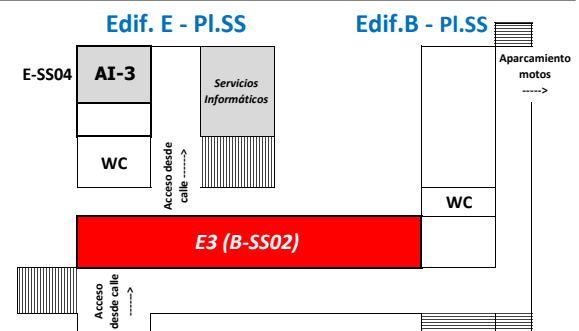 Edif. E - Pl.SS
Edif.B - Pl.SS
E-SS04
AI-3
Servicios
Informáticos
Aparcamiento
motos
----->
WC
Acceso desde
calle ------>
WC
E3 (B-SS02)
Acceso
desde calle
------>